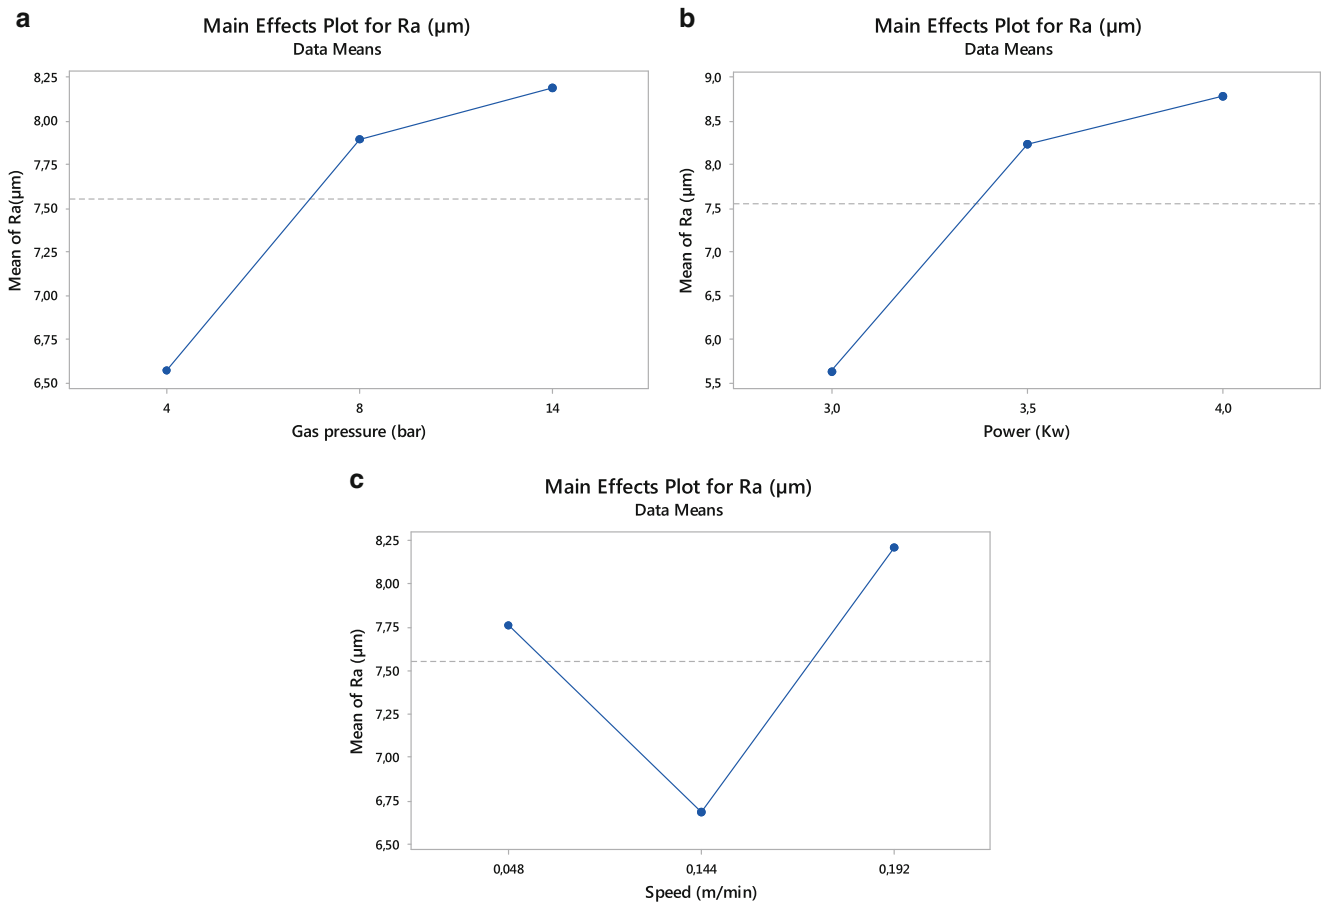 a
Main Effects Plot for Ra (µm)
Data Means
8,25
8,00
7,75
7,50
7,25
7,00
6,75
6,50
Mean of Ra(µm)
4 8 14
Gas pressure (bar)
b
Main Effects Plot for Ra (µm)
Data Means
9,0
8,5
8,0
7,5
7,0
6,5
6,0
5,5
Mean of Ra (µm)
3,0 3,5 4,0
Power (Kw)
c
Main Effects Plot for Ra (µm)
Data Means
8,25
8,00
7,75
7,50
7,25
7,00
6,75
6,50
Mean of Ra (µm)
0,048 0,144 0,192
Speed (m/min)